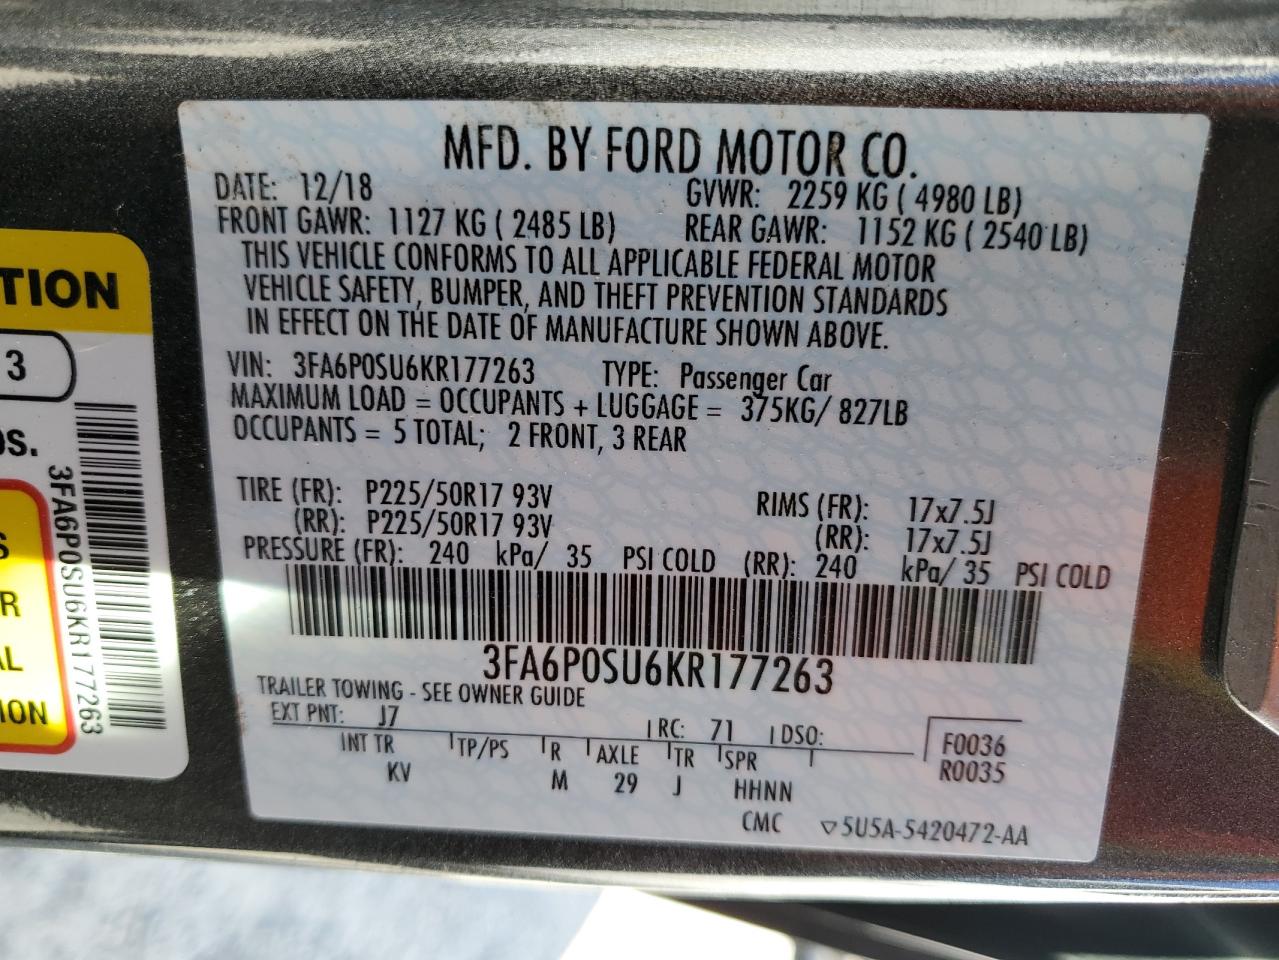 MFD. BY FORD MOTOR CO.
DATE: 12/18 GVWR: 2259 KG ( 4980 LB)
FRONT GAWR: 1127 KG ( 2485 LB) REAR GAWR: 1152 KG ( 2540 LB)
THIS VEHICLE CONFORMS TO ALL APPLICABLE FEDERAL MOTOR
VEHICLE SAFETY, BUMPER, AND THEFT PREVENTION STANDARDS
IN EFFECT ON THE DATE OF MANUFACTURE SHOWN ABOVE.
VIN: 3FA6P0SU6KR177263 TYPE: Passenger Car
MAXIMUM LOAD = OCCUPANTS + LUGGAGE = 375KG/ 827LB
OCCUPANTS = 5 TOTAL; 2 FRONT, 3 REAR
TIRE (FR): P225/50R17 93V RIMS (FR): 17x7.5J
(RR): P225/50R17 93V (RR): 17x7.5J
PRESSURE (FR): 240 kPa/ 35 PSI COLD (RR): 240 kPa/ 35 PSI COLD
3FA6P0SU6KR177263
TRAILER TOWING - SEE OWNER GUIDE
EXT PNT: J7 RC: 71 DSO:
INT TR TP/PS R AXLE TR SPR F0036
KV M 29 J HHNN R0035
CMC ▽5U5A-5420472-AA
TION
3
OS.
3FA6P0SU6KR177263
S
R
AL
ION